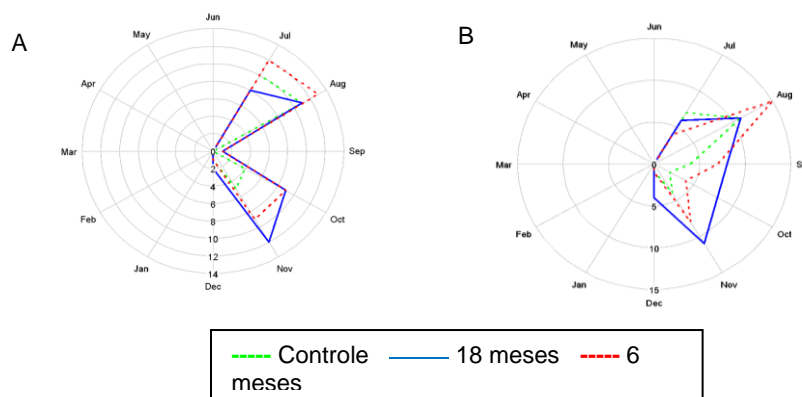 A
Jun
Jul
Aug
Sep
Oct
Nov
Dec
Jan
Feb
Mar
Apr
May
0
2
4
6
8
10
12
14
B
Jun
Jul
Aug
S
Oct
Nov
Dec
Jan
Feb
Mar
Apr
May
0
5
10
15
Controle 18 meses 6
meses